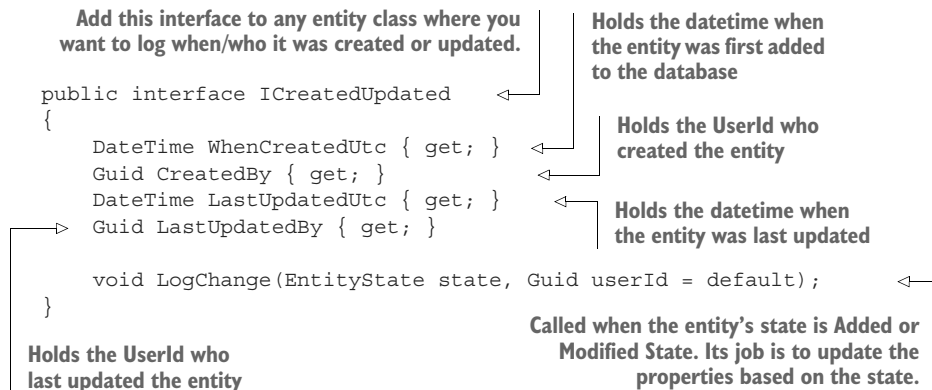 Add this interface to any entity class where you
want to log when/who it was created or updated.
Holds the datetime when
the entity was first added
to the database
public interface ICreatedUpdated
{
Holds the UserId who
created the entity
DateTime WhenCreatedUtc { get; }
Guid CreatedBy { get; }
DateTime LastUpdatedUtc { get; }
Guid LastUpdatedBy { get; }
Holds the datetime when
the entity was last updated
void LogChange(EntityState state, Guid userId = default);
}
Called when the entity's state is Added or
Modified State. Its job is to update the
properties based on the state.
Holds the UserId who
last updated the entity